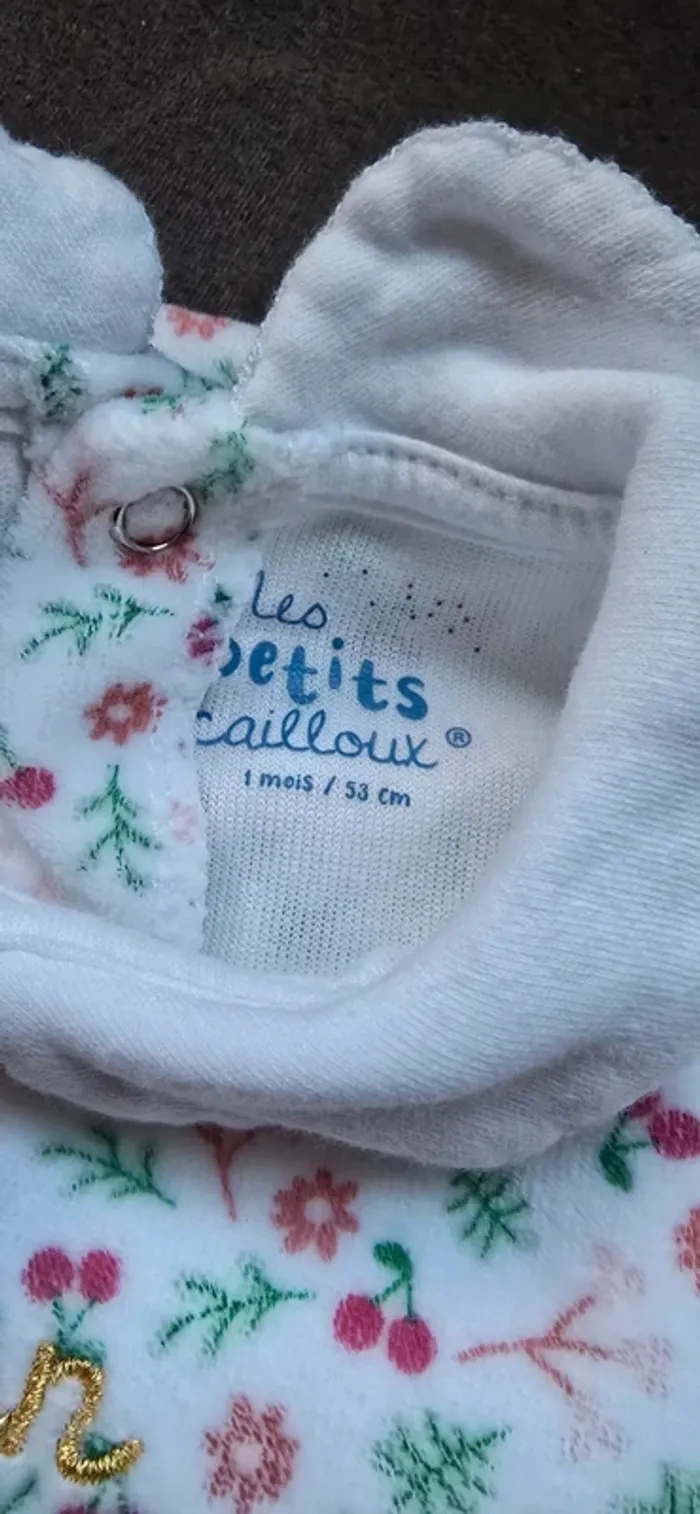 Les
petits
cailloux®
1 mois / 53 cm
n